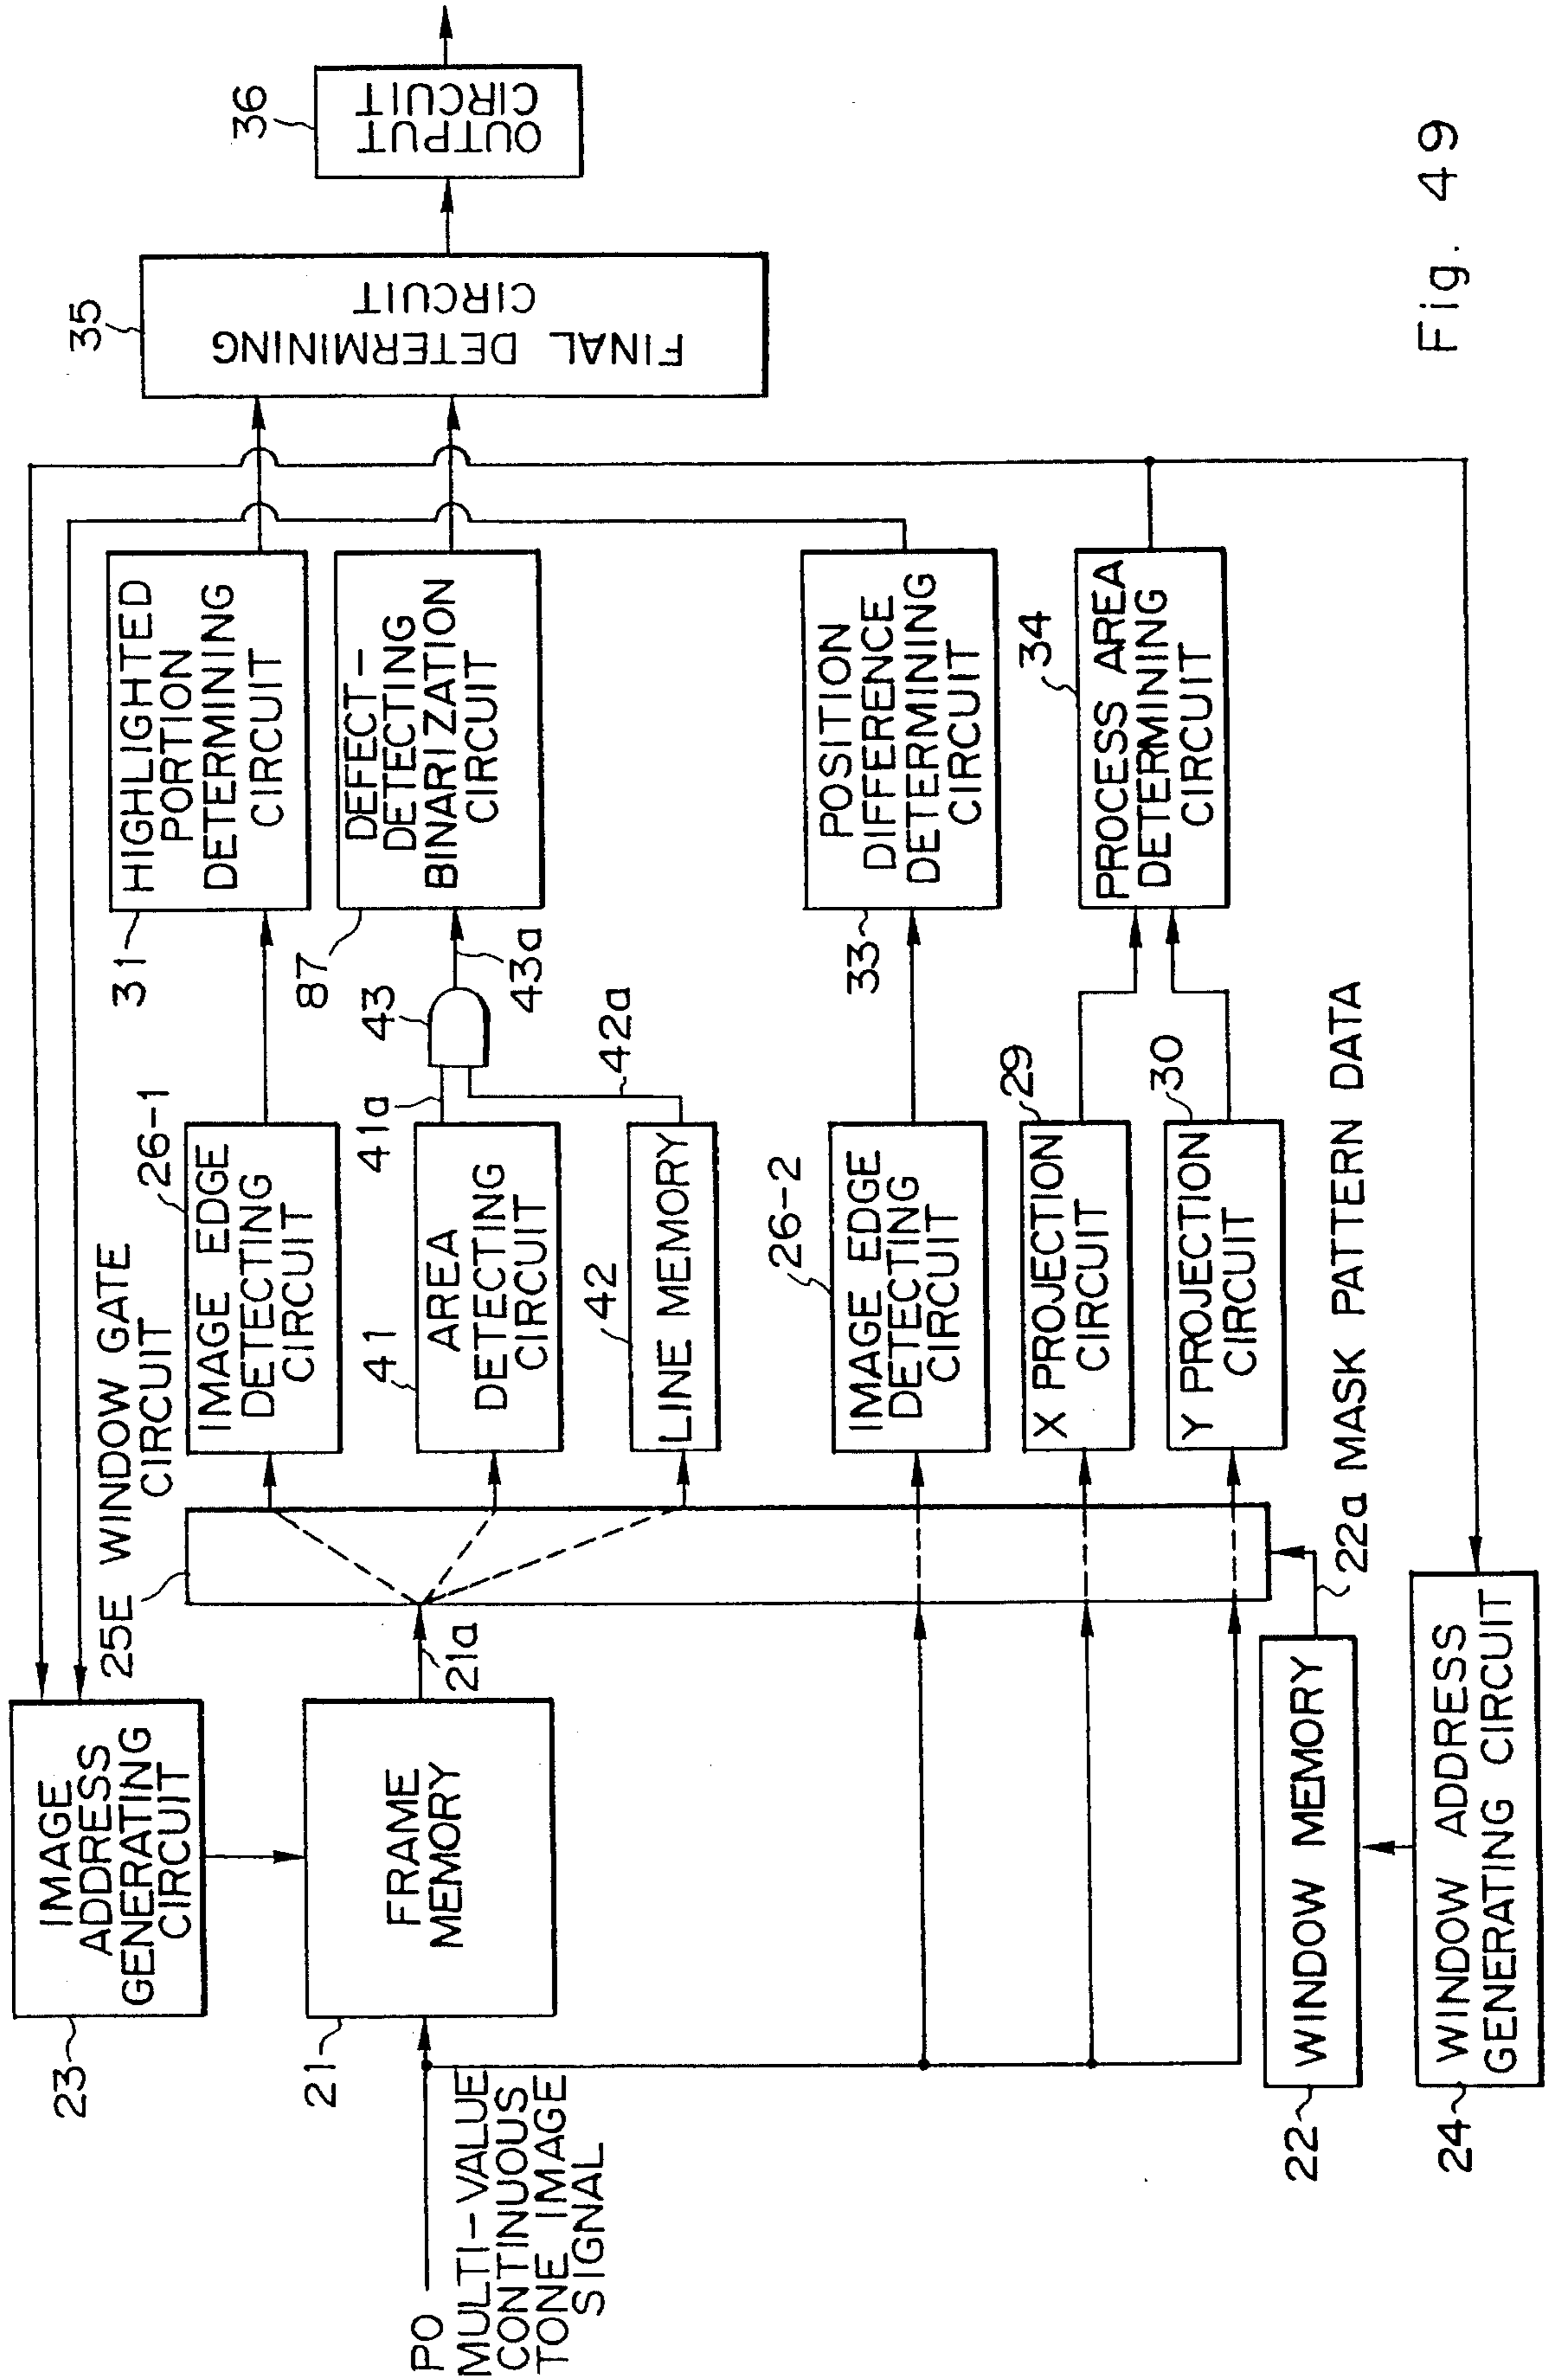 23
IMAGE
ADDRESS
GENERATING
CIRCUIT
25E WINDOW GATE
CIRCUIT
PO
MULTI-VALUE
CONTINUOUS
TONE IMAGE
SIGNAL
21
FRAME
MEMORY
21a
26-1
IMAGE EDGE
DETECTING
CIRCUIT
31
HIGHLIGHTED
PORTION
DETERMINING
CIRCUIT
41
AREA
DETECTING
CIRCUIT
41a
43
43a
42a
87
DEFECT-
DETECTING
BINARIZATION
CIRCUIT
42
LINE MEMORY
35
FINAL DETERMINING
CIRCUIT
36
OUTPUT
CIRCUIT
26-2
IMAGE EDGE
DETECTING
CIRCUIT
33
POSITION
DIFFERENCE
DETERMINING
CIRCUIT
X PROJECTION
CIRCUIT
29
Y PROJECTION
CIRCUIT
30
34
PROCESS AREA
DETERMINING
CIRCUIT
22
WINDOW MEMORY
22a MASK PATTERN DATA
24
WINDOW ADDRESS
GENERATING CIRCUIT
Fig. 49